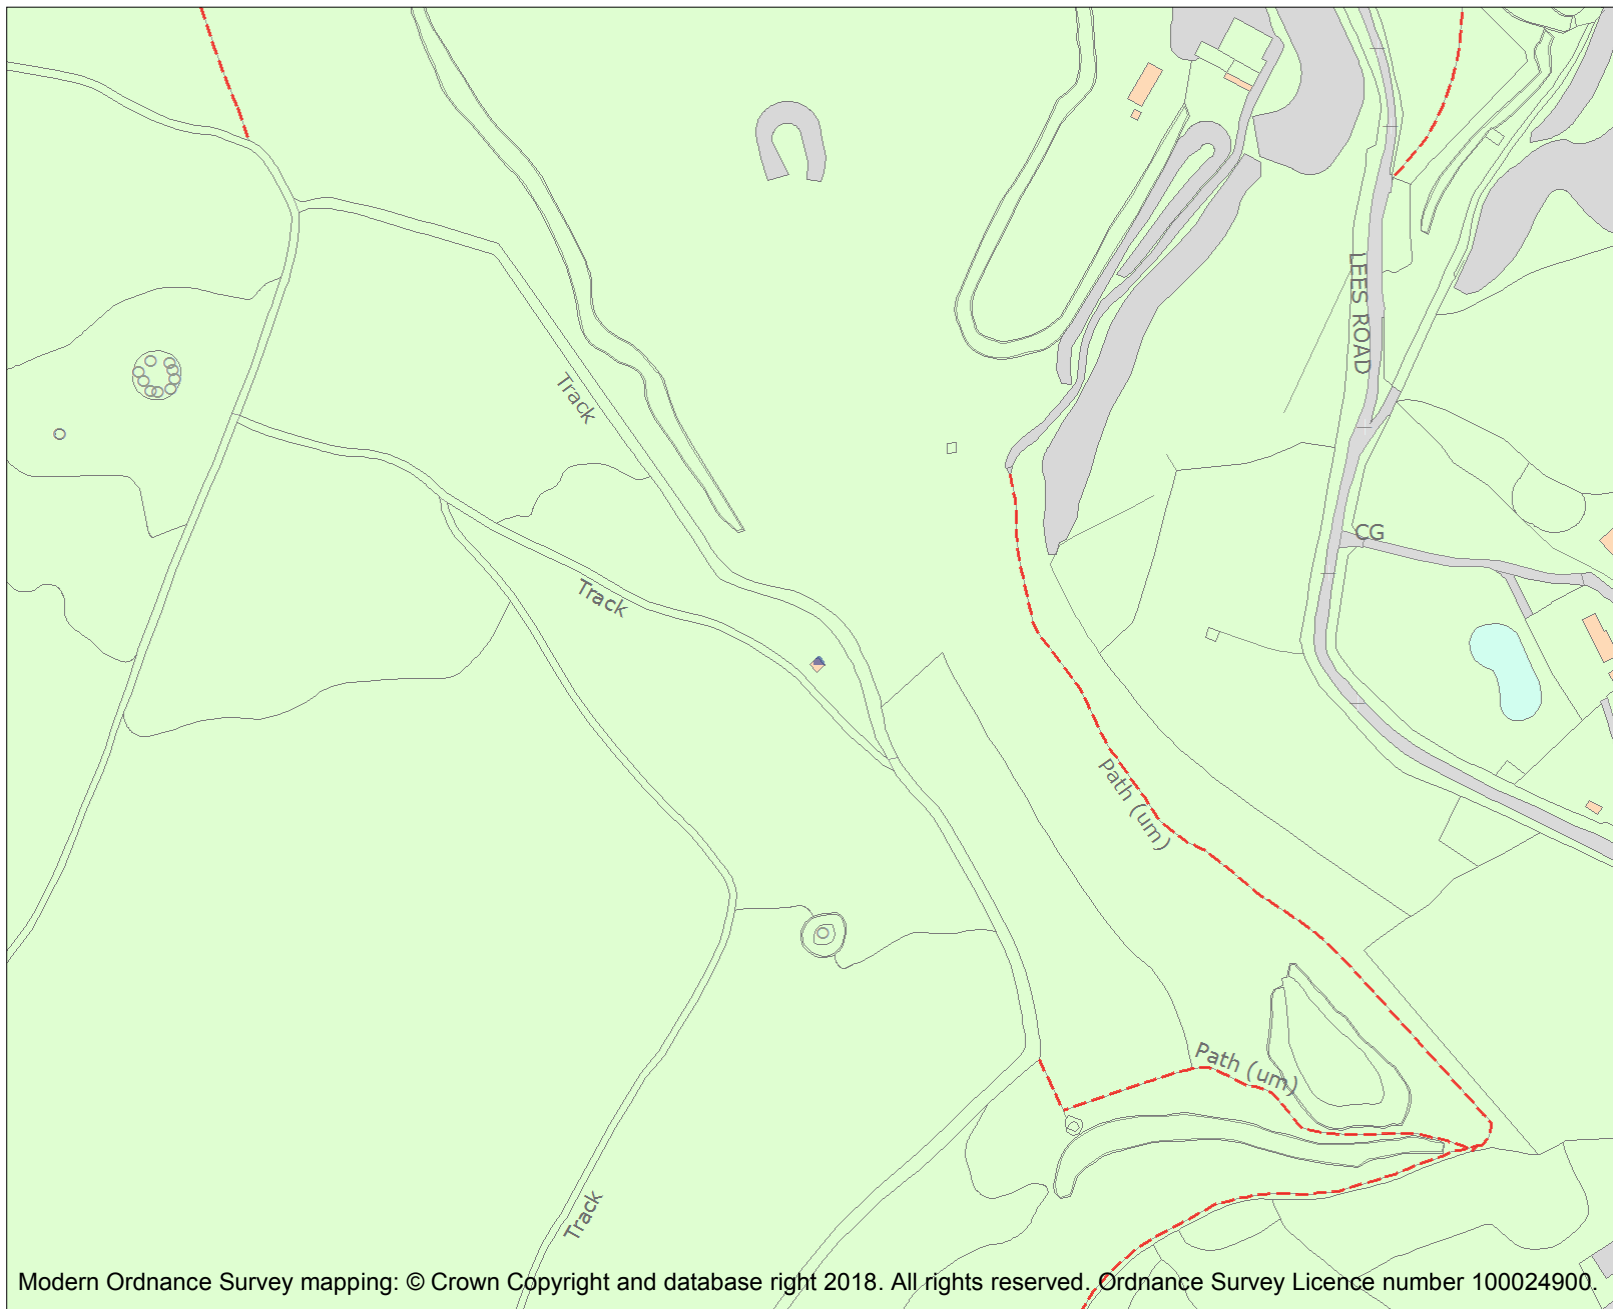 LEES ROAD
Track
CG
Track
Path (um)
Path (um)
Track
Modern Ordnance Survey mapping: © Crown Copyright and database right 2018. All rights reserved. Ordnance Survey Licence number 100024900.